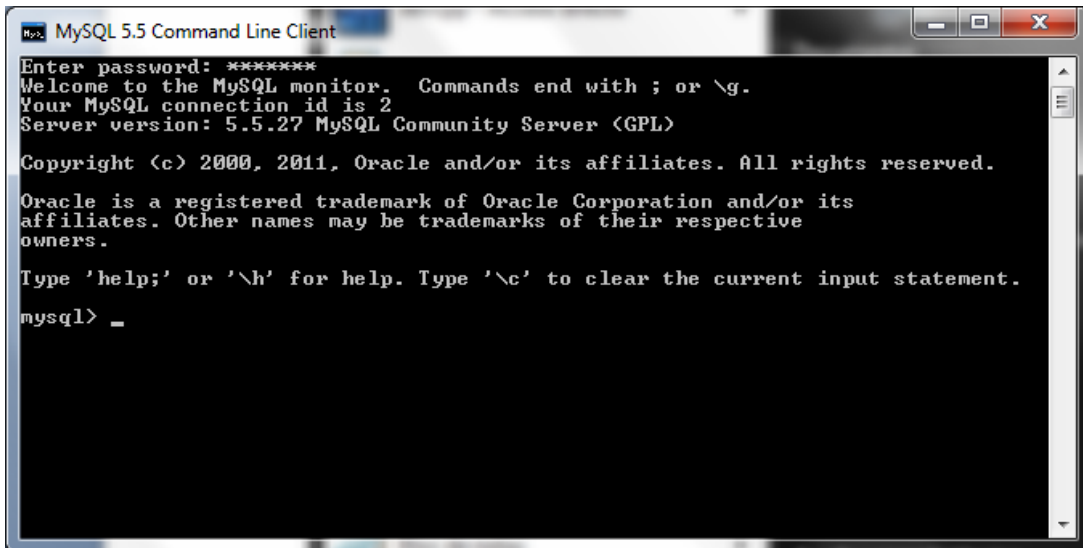 MySQL 5.5 Command Line Client
Enter password: *******
Welcome to the MySQL monitor.  Commands end with ; or \g.
Your MySQL connection id is 2
Server version: 5.5.27 MySQL Community Server (GPL)
Copyright (c) 2000, 2011, Oracle and/or its affiliates. All rights reserved.
Oracle is a registered trademark of Oracle Corporation and/or its
affiliates. Other names may be trademarks of their respective
owners.
Type 'help;' or '\h' for help. Type '\c' to clear the current input statement.
mysql> _